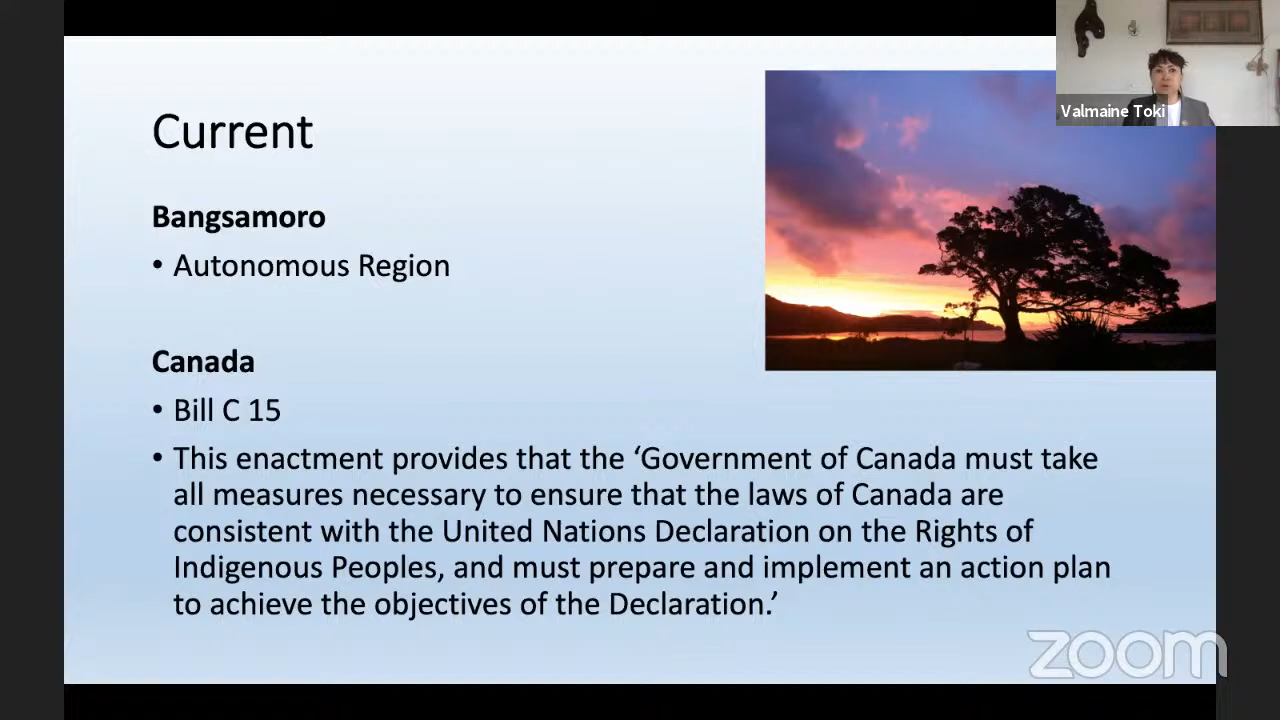 Valmaine Toki
Current
Bangsamoro
• Autonomous Region
Canada
• Bill C 15
• This enactment provides that the ‘Government of Canada must take
all measures necessary to ensure that the laws of Canada are
consistent with the United Nations Declaration on the Rights of
Indigenous Peoples, and must prepare and implement an action plan
to achieve the objectives of the Declaration.’
zoom